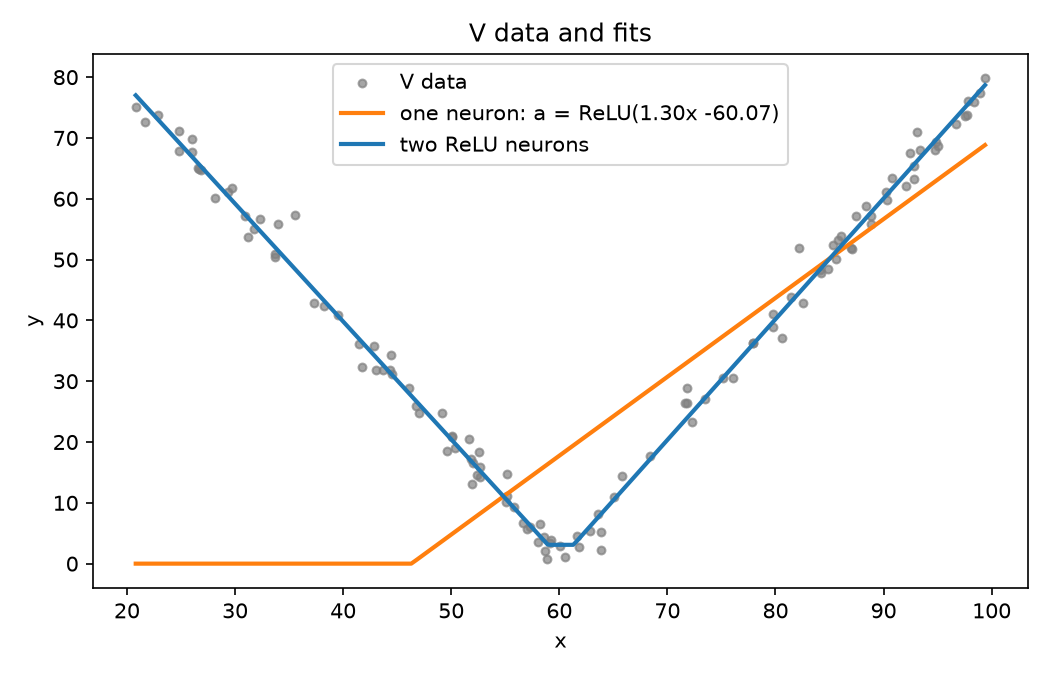 V data and fits
V data
one neuron: a = ReLU(1.30x -60.07)
two ReLU neurons
80
70
60
50
40
30
20
10
0
y
20 30 40 50 60 70 80 90 100
x